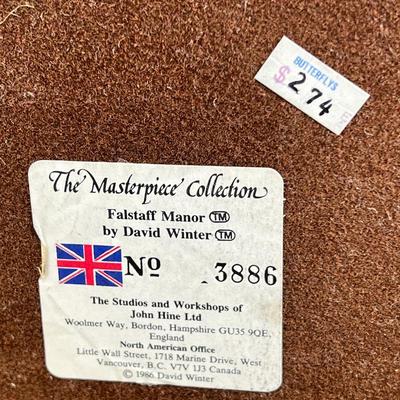 BUTTERFLYS
$274
The Masterpiece Collection
Falstaff Manor TM
by David Winter TM
No 3886
The Studios and Workshops of
John Hine Ltd
Woolmer Way, Bordon, Hampshire GU35 9QE,
England
North American Office
Little Wall Street, 1718 Marine Drive, West
Vancouver, B.C. V7V 1J3 Canada
© 1986 David Winter